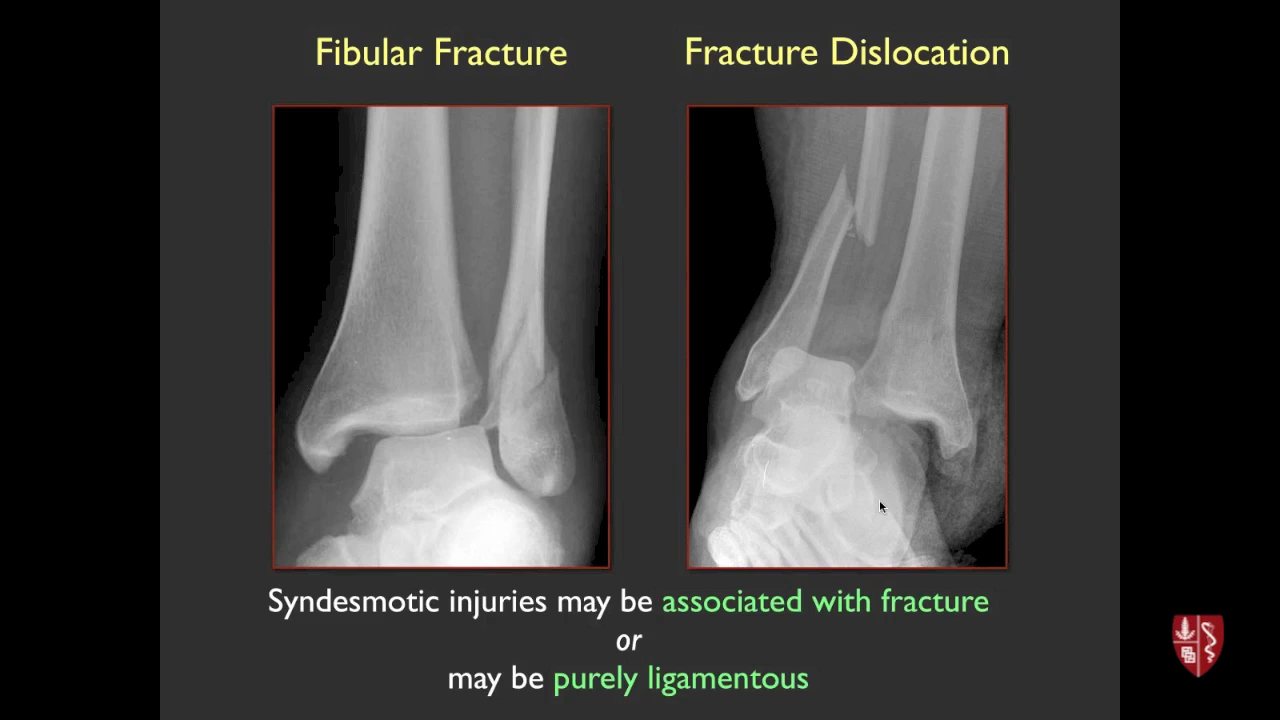 Fibular Fracture
Fracture Dislocation
Syndesmotic injuries may be associated with fracture
or
may be purely ligamentous